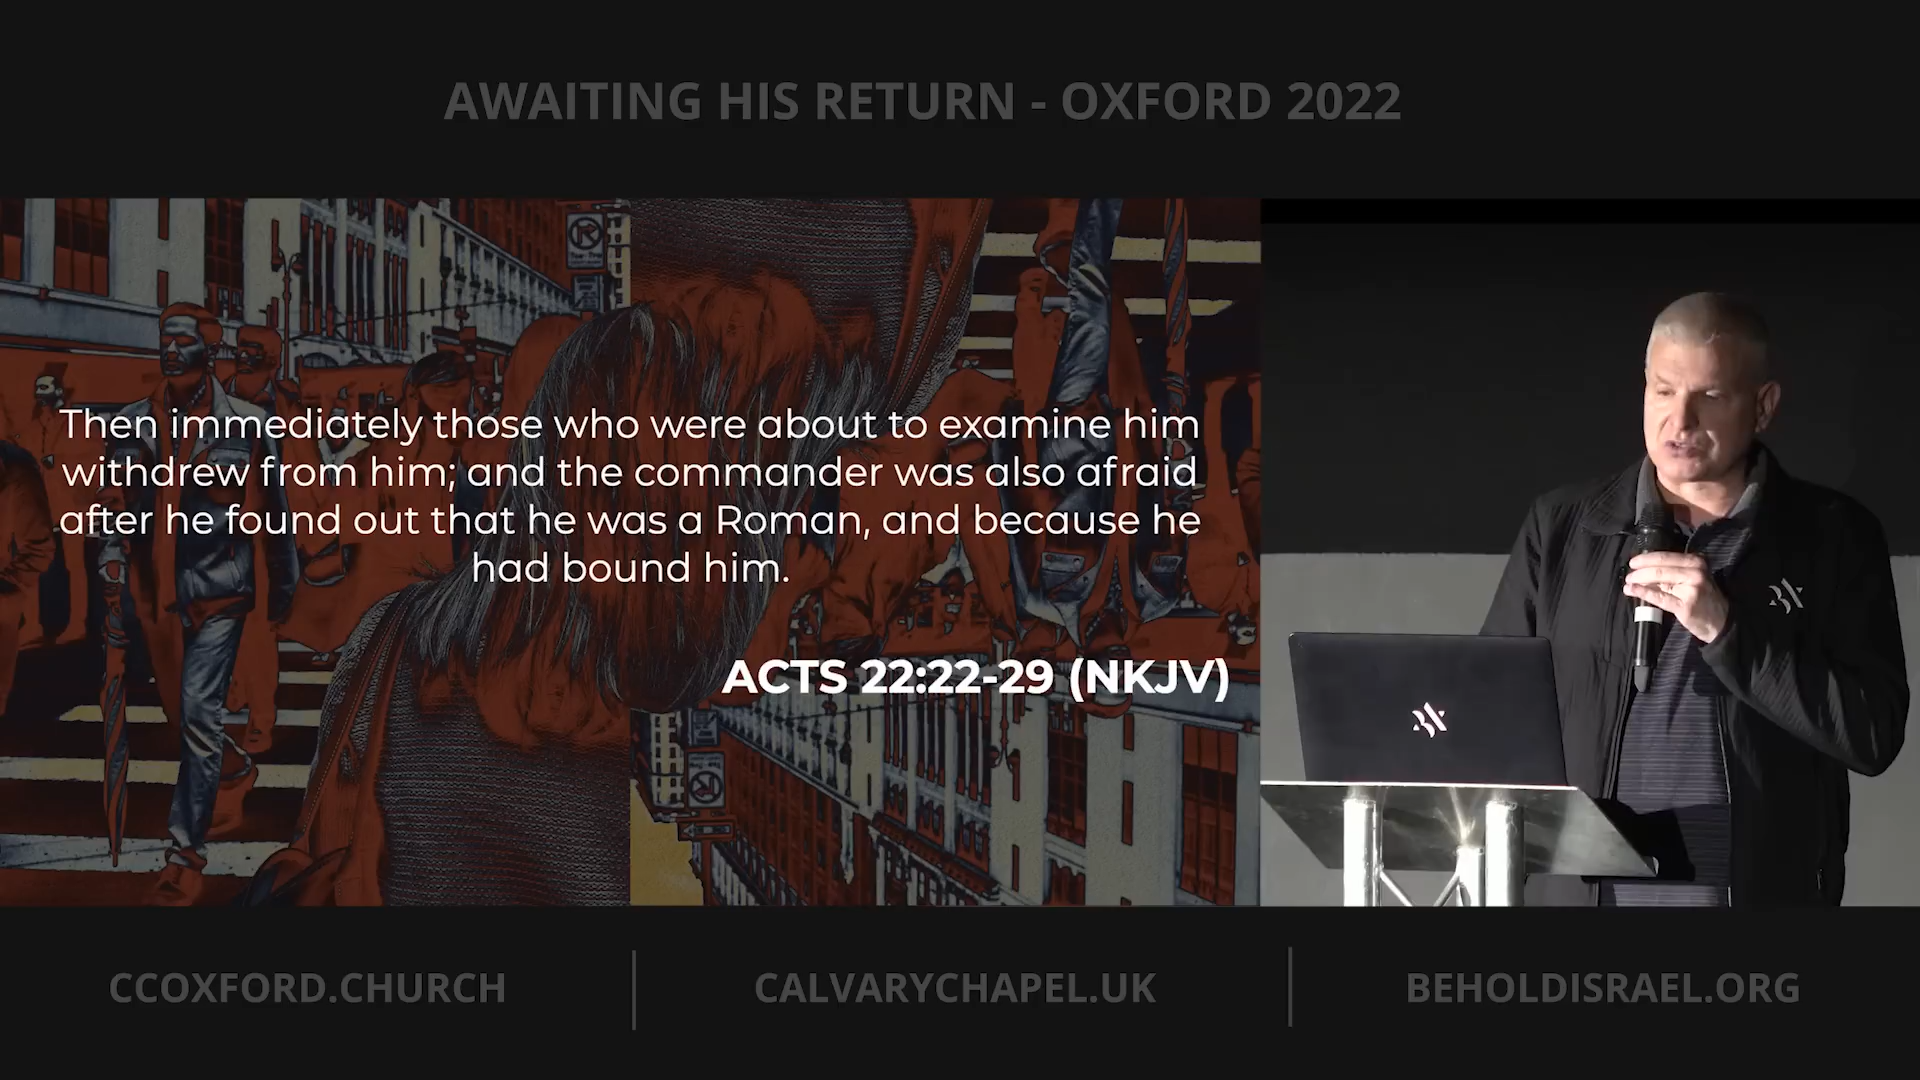 AWAITING HIS RETURN - OXFORD 2022
Then immediately those who were about to examine him
withdrew from him; and the commander was also afraid
after he found out that he was a Roman, and because he
had bound him.
ACTS 22:22-29 (NKJV)
CCOXFORD.CHURCH
CALVARYCHAPEL.UK
BEHOLDISRAEL.ORG